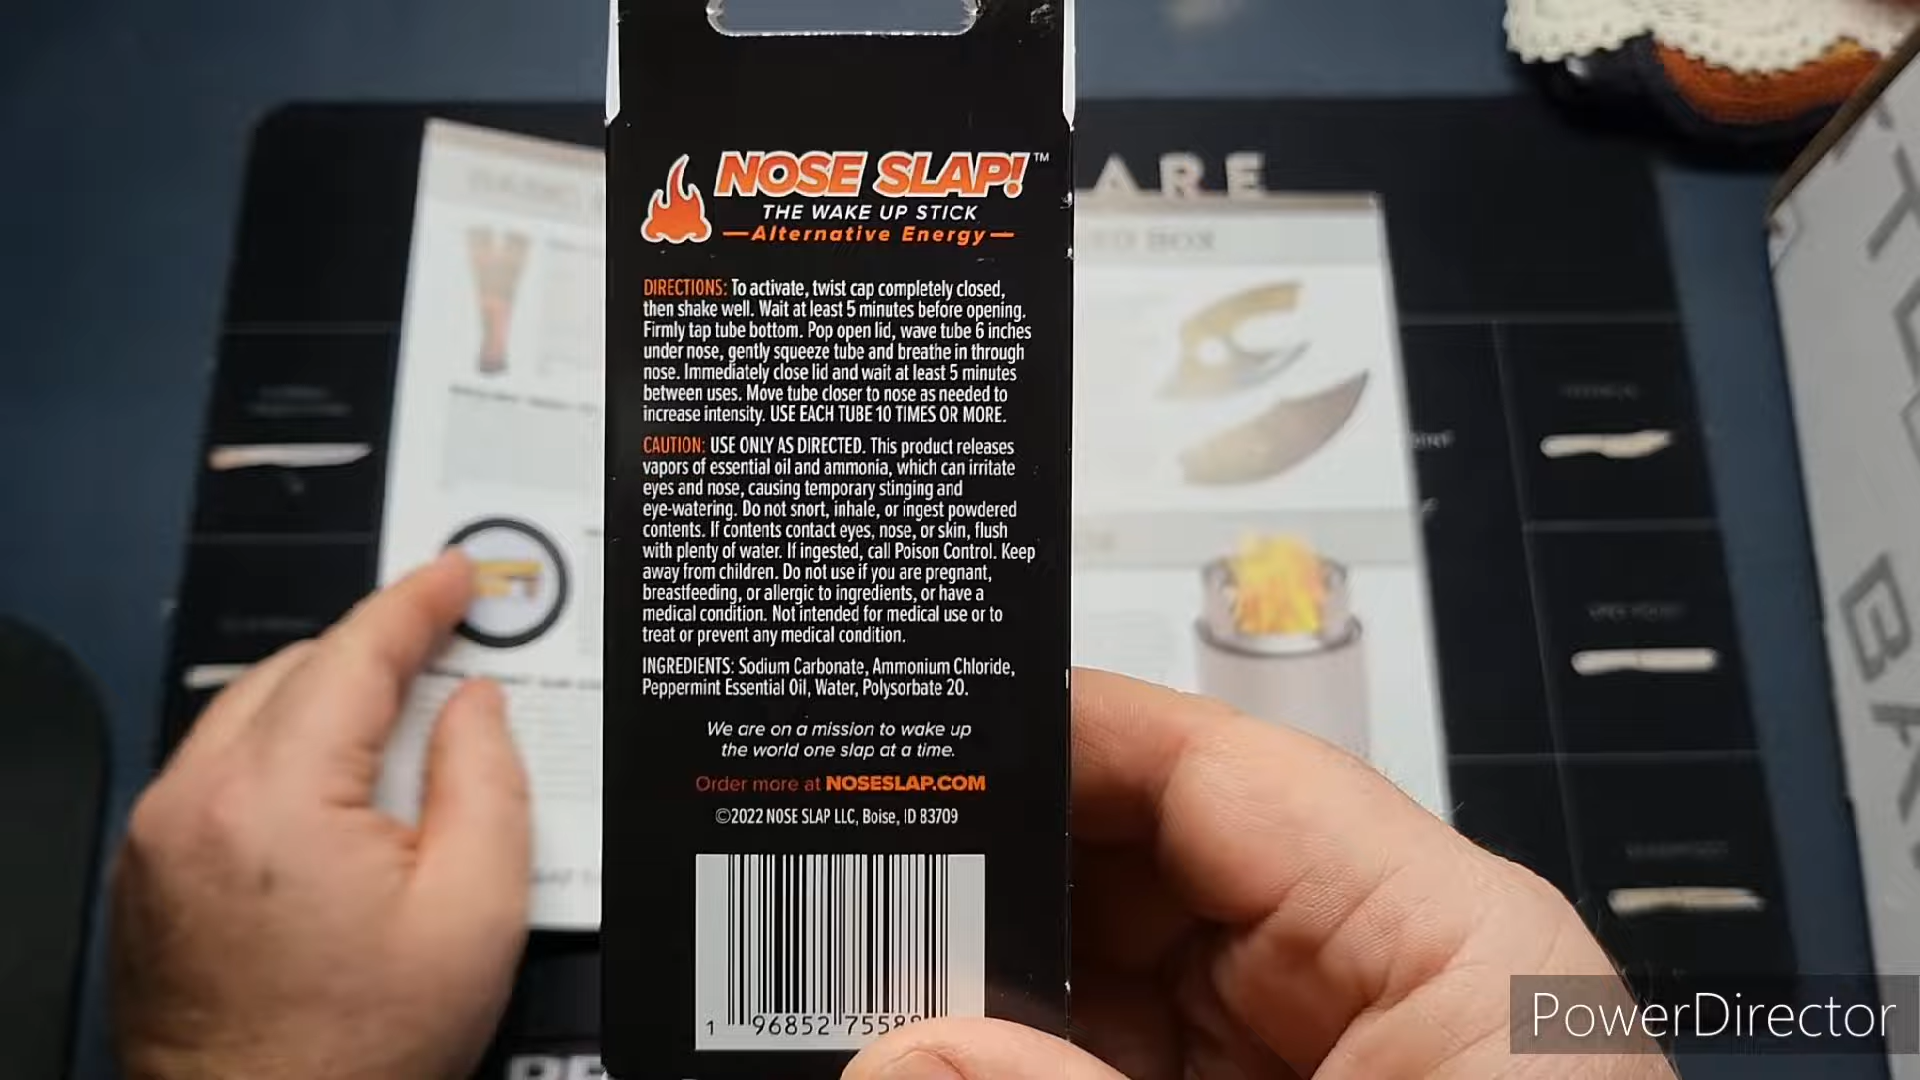 NOSE SLAP!™
THE WAKE UP STICK
—Alternative Energy—
DIRECTIONS: To activate, twist cap completely closed,
then shake well. Wait at least 5 minutes before opening.
Firmly tap tube bottom. Pop open lid, wave tube 6 inches
under nose, gently squeeze tube and breathe in through
nose. Immediately close lid and wait at least 5 minutes
between uses. Move tube closer to nose as needed to
increase intensity. USE EACH TUBE 10 TIMES OR MORE.
CAUTION: USE ONLY AS DIRECTED. This product releases
vapors of essential oil and ammonia, which can irritate
eyes and nose, causing temporary stinging and
eye-watering. Do not snort, inhale, or ingest powdered
contents. If contents contact eyes, nose, or skin, flush
with plenty of water. If ingested, call Poison Control. Keep
away from children. Do not use if you are pregnant,
breastfeeding, or allergic to ingredients, or have a
medical condition. Not intended for medical use or to
treat or prevent any medical condition.
INGREDIENTS: Sodium Carbonate, Ammonium Chloride,
Peppermint Essential Oil, Water, Polysorbate 20.
We are on a mission to wake up
the world one slap at a time.
Order more at NOSESLAP.COM
©2022 NOSE SLAP LLC, Boise, ID 83709
1 96852 7558
ARE
BOX
PowerDirector